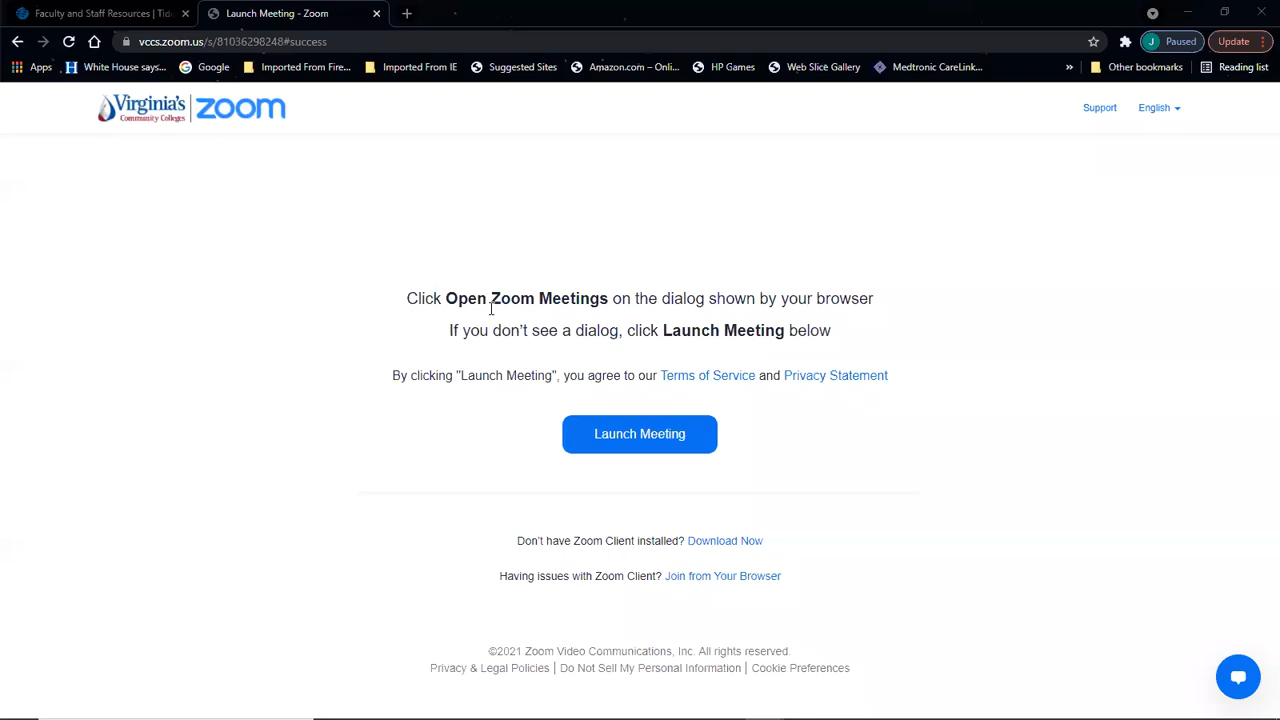 Faculty and Staff Resources | Tide
Launch Meeting - Zoom
vccs.zoom.us/s/81036298248#success
J Paused
Update
Apps
White House says...
Google
Imported From Fire...
Imported From IE
Suggested Sites
Amazon.com – Onli...
HP Games
Web Slice Gallery
Medtronic CareLink...
»
Other bookmarks
Reading list
Virginia's Community Colleges
zoom
Support
English
Click Open Zoom Meetings on the dialog shown by your browser
If you don't see a dialog, click Launch Meeting below
By clicking "Launch Meeting", you agree to our Terms of Service and Privacy Statement
Launch Meeting
Don't have Zoom Client installed? Download Now
Having issues with Zoom Client? Join from Your Browser
©2021 Zoom Video Communications, Inc. All rights reserved.
Privacy & Legal Policies | Do Not Sell My Personal Information | Cookie Preferences